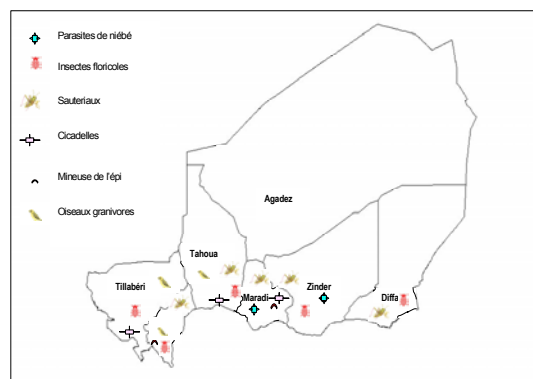 Parasites de niébé
Insectes floricoles
Sauteriaux
Cicadelles
Mineuse de l'épi
Oiseaux granivores
Agadez
Tahoua
Tillabéri
Maradi
Zinder
Diffa